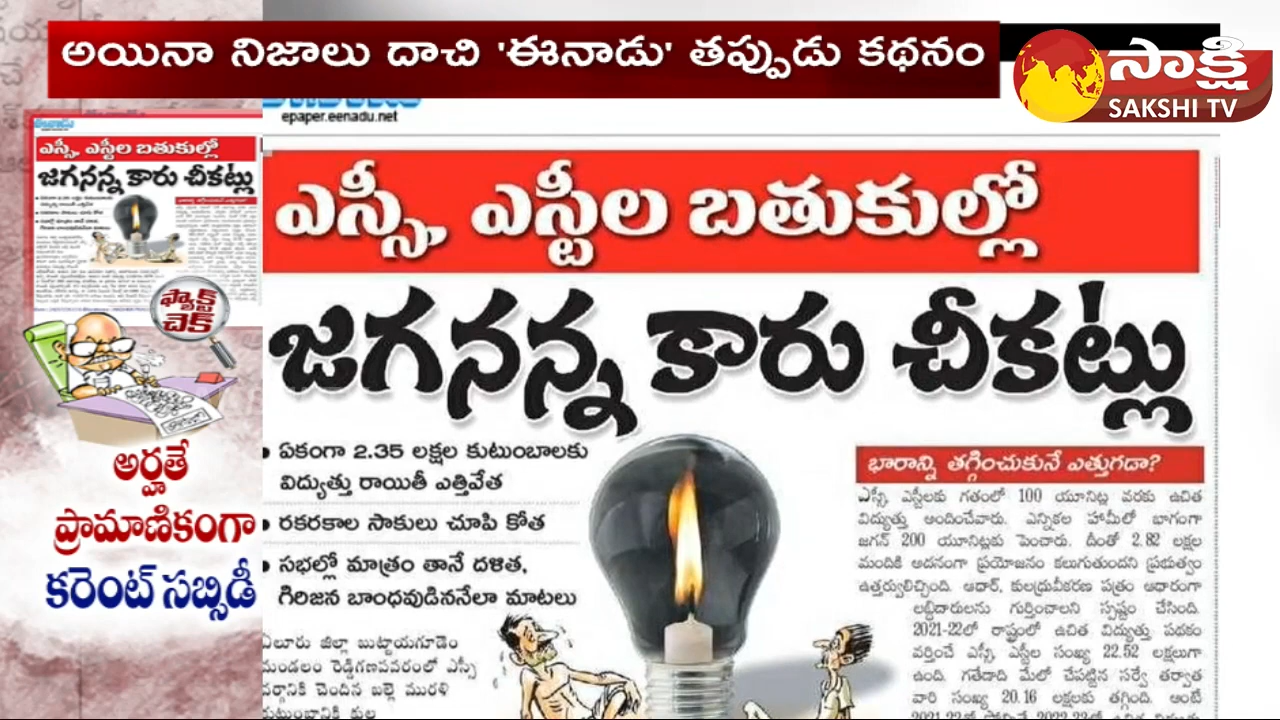 అయినా నిజాలు దాచి 'ఈనాడు' తప్పుడు కథనం
సాక్షి
SAKSHI TV
epaper.eenadu.net
ఎస్సీ, ఎస్టీల బతుకుల్లో
జగనన్న కారు చీకట్లు
ఎస్సీ, ఎస్టీల బతుకుల్లో
జగనన్న కారు చీకట్లు
ఫ్యాక్ట్
చెక్
అర్హతే
ప్రామాణికంగా
కరెంట్ సబ్సిడీ
• ఏకంగా 2.35 లక్షల కుటుంబాలకు
విద్యుత్తు రాయితీ ఎత్తివేత
• రకరకాల సాకులు చూపి కోత
• సభల్లో మాత్రం తానే దళిత,
గిరిజన బాంధవుడిననేలా మాటలు
ఏలూరు జిల్లా బుట్టాయగూడెం
మండలం రెడ్డిగణపవరంలో ఎస్సీ
వర్గానికి చెందిన బల్లె మురళి
కుటుంబానికి కుల
భారాన్ని తగ్గించుకునే ఎత్తుగదా?
ఎస్సీ, ఎస్టీలకు గతంలో 100 యూనిట్ల వరకు ఉచిత
విద్యుత్తు అందించేవారు. ఎన్నికల హామీలో భాగంగా
జగన్ 200 యూనిట్లకు పెంచారు. దీంతో 2.82 లక్షల
మందికి అదనంగా ప్రయోజనం కలుగుతుందని ప్రభుత్వం
ఉత్తర్వులిచ్చింది. ఆధార్, కులధ్రువీకరణ పత్రం ఆధారంగా
లబ్ధిదారులను గుర్తించాలని స్పష్టం చేసింది.
2021-22లో రాష్ట్రంలో ఉచిత విద్యుత్తు పథకం
వర్తించే ఎస్సీ, ఎస్టీల సంఖ్య 22.52 లక్షలుగా
ఉంది. గతేడాది మేలో చేపట్టిన సర్వే తర్వాత
వారి సంఖ్య 20.16 లక్షలకు తగ్గింది. అంటే